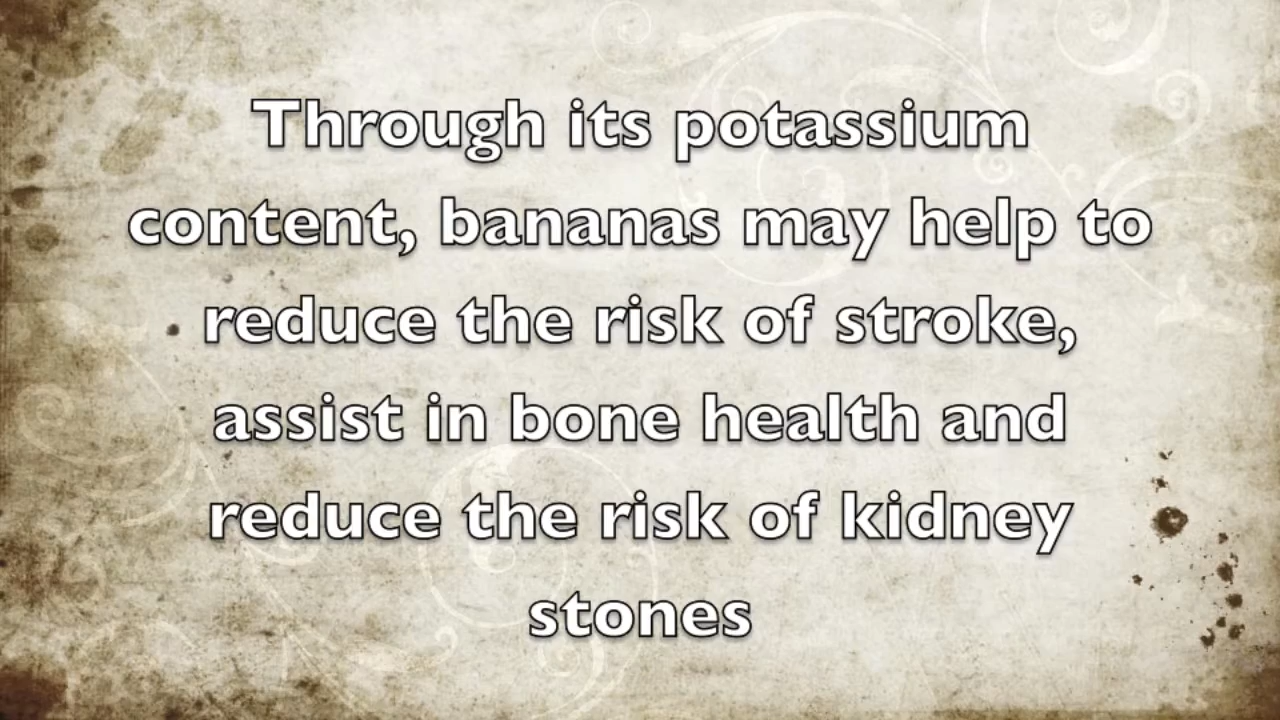 Through its potassium
content, bananas may help to
reduce the risk of stroke,
assist in bone health and
reduce the risk of kidney
stones